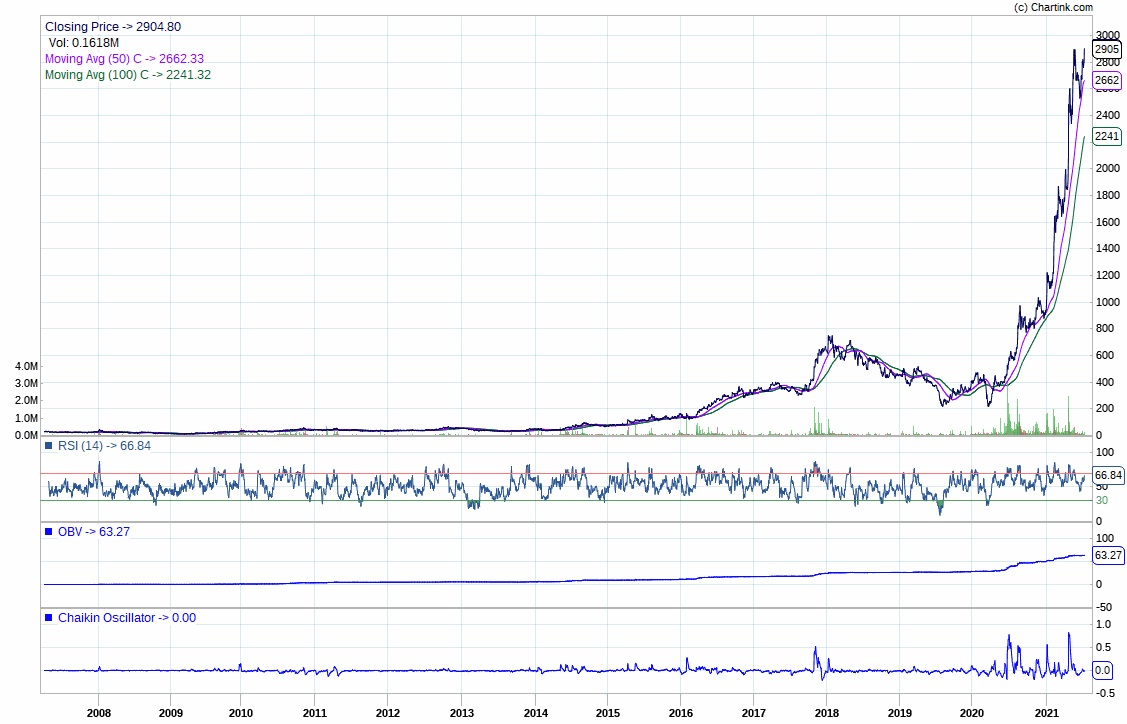 (c) Chartink.com
Closing Price -> 2904.80
Vol: 0.1618M
Moving Avg (50) C -> 2662.33
Moving Avg (100) C -> 2241.32
3000
2905
2800
2662
2600
2400
2241
2000
1800
1600
1400
1200
1000
800
600
400
200
0
4.0M
3.0M
2.0M
1.0M
0.0M
RSI (14) -> 66.84
100
66.84
50
30
0
OBV -> 63.27
100
63.27
0
-50
Chaikin Oscillator -> 0.00
1.0
0.5
0.0
-0.5
2008 2009 2010 2011 2012 2013 2014 2015 2016 2017 2018 2019 2020 2021